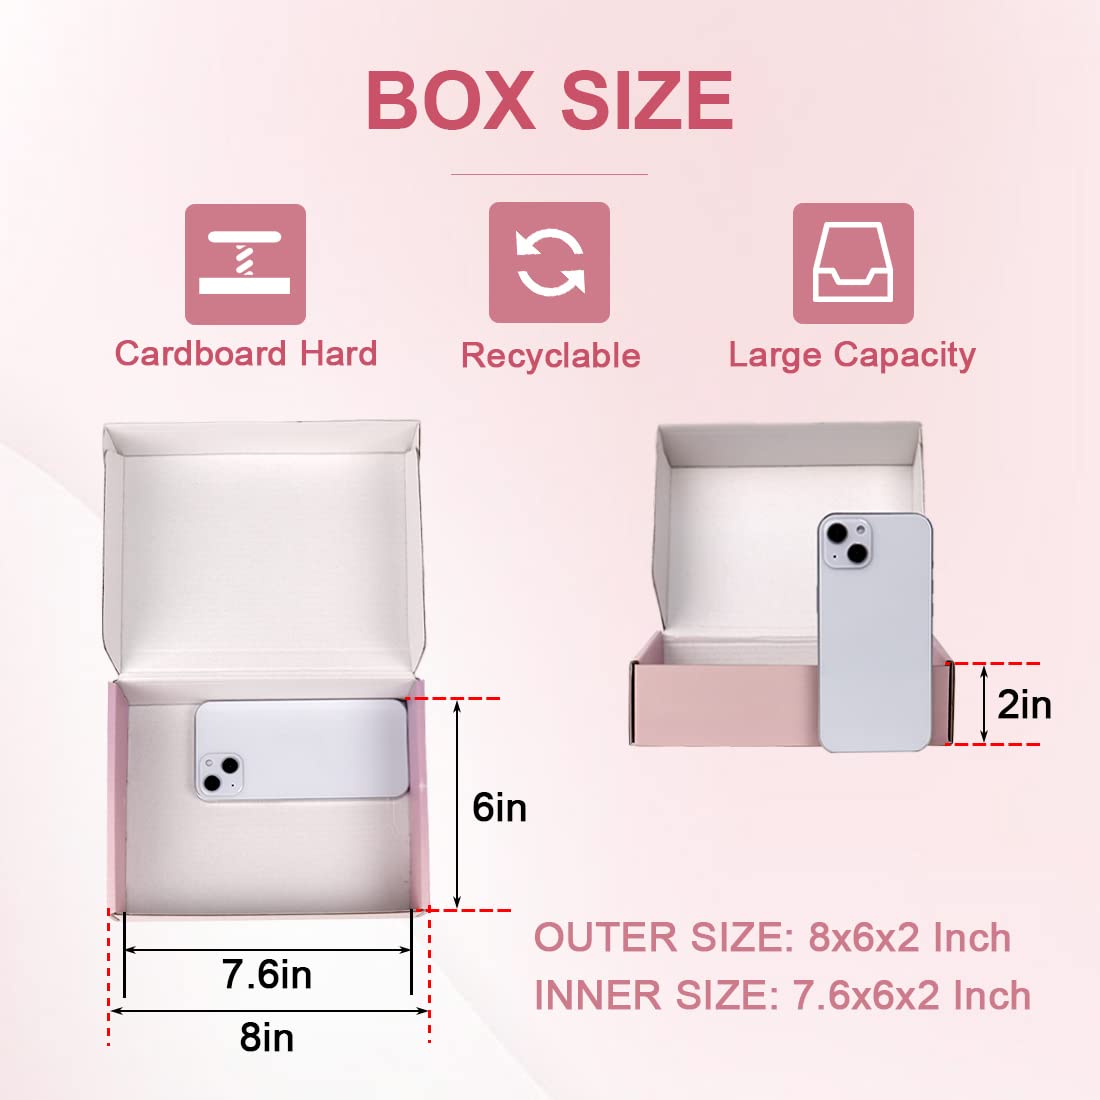 BOX SIZE
Cardboard Hard
Recyclable
Large Capacity
2in
6in
7.6in
8in
OUTER SIZE: 8x6x2 Inch
INNER SIZE: 7.6x6x2 Inch